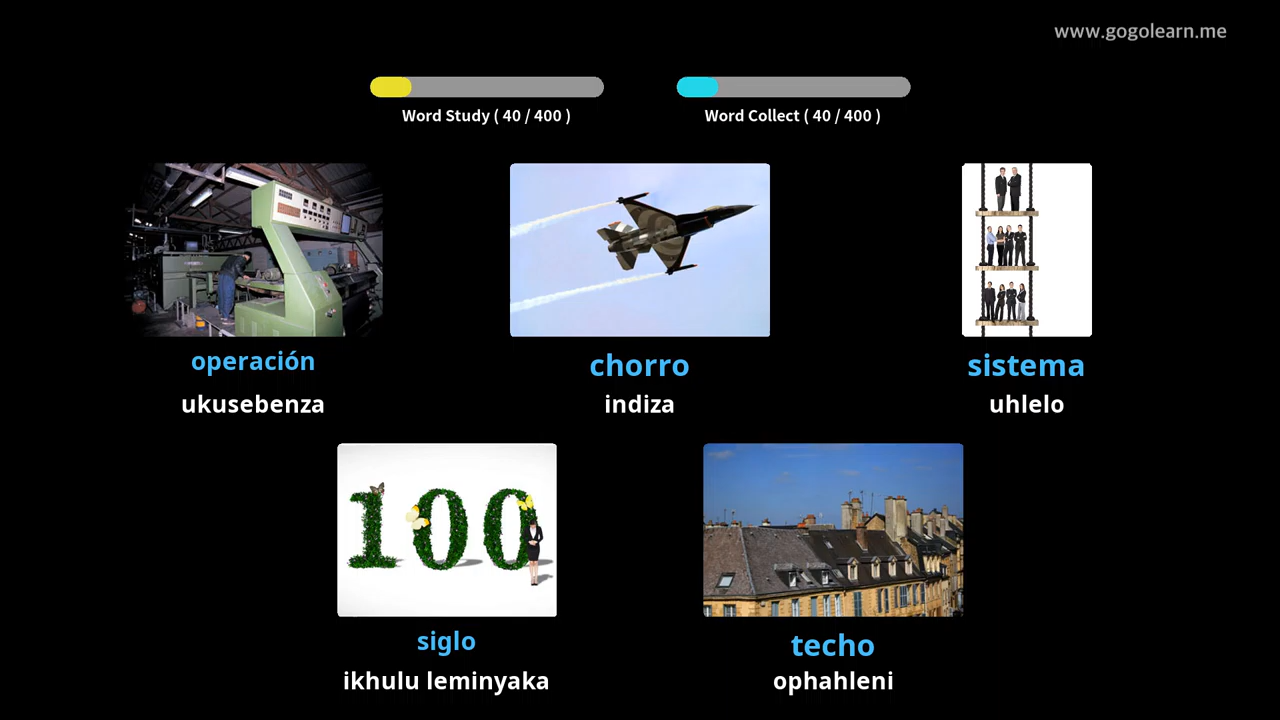 www.gogolearn.me
Word Study ( 40 / 400 )
Word Collect ( 40 / 400 )
operación
chorro
sistema
ukusebenza
indiza
uhlelo
100
siglo
techo
ikhulu leminyaka
ophahleni